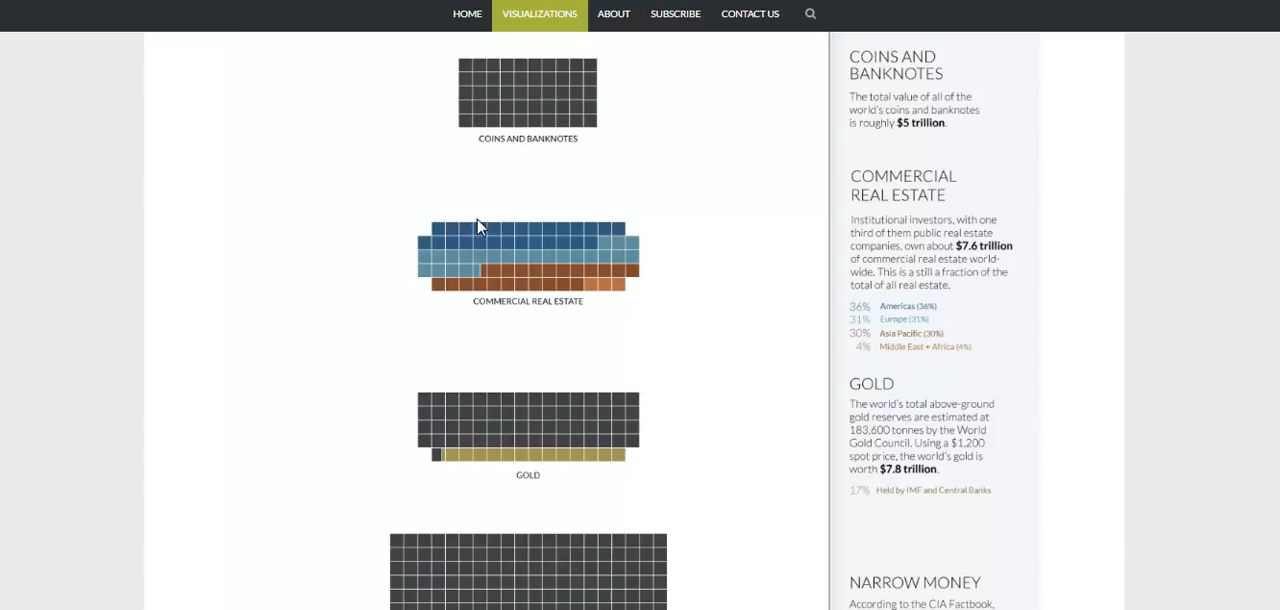 HOME VISUALIZATIONS ABOUT SUBSCRIBE CONTACT US
COINS AND BANKNOTES
COMMERCIAL REAL ESTATE
GOLD
COINS AND
BANKNOTES
The total value of all of the
world's coins and banknotes
is roughly $5 trillion.
COMMERCIAL
REAL ESTATE
Institutional investors, with one
third of them public real estate
companies, own about $7.6 trillion
of commercial real estate world-
wide. This is a still a fraction of the
total of all real estate.
36% Americas (36%)
31% Europe (31%)
30% Asia Pacific (30%)
4% Middle East + Africa (4%)
GOLD
The world's total above-ground
gold reserves are estimated at
183,600 tonnes by the World
Gold Council. Using a $1,200
spot price, the world's gold is
worth $7.8 trillion.
17% Held by IMF and Central Banks
NARROW MONEY
According to the CIA Factbook,